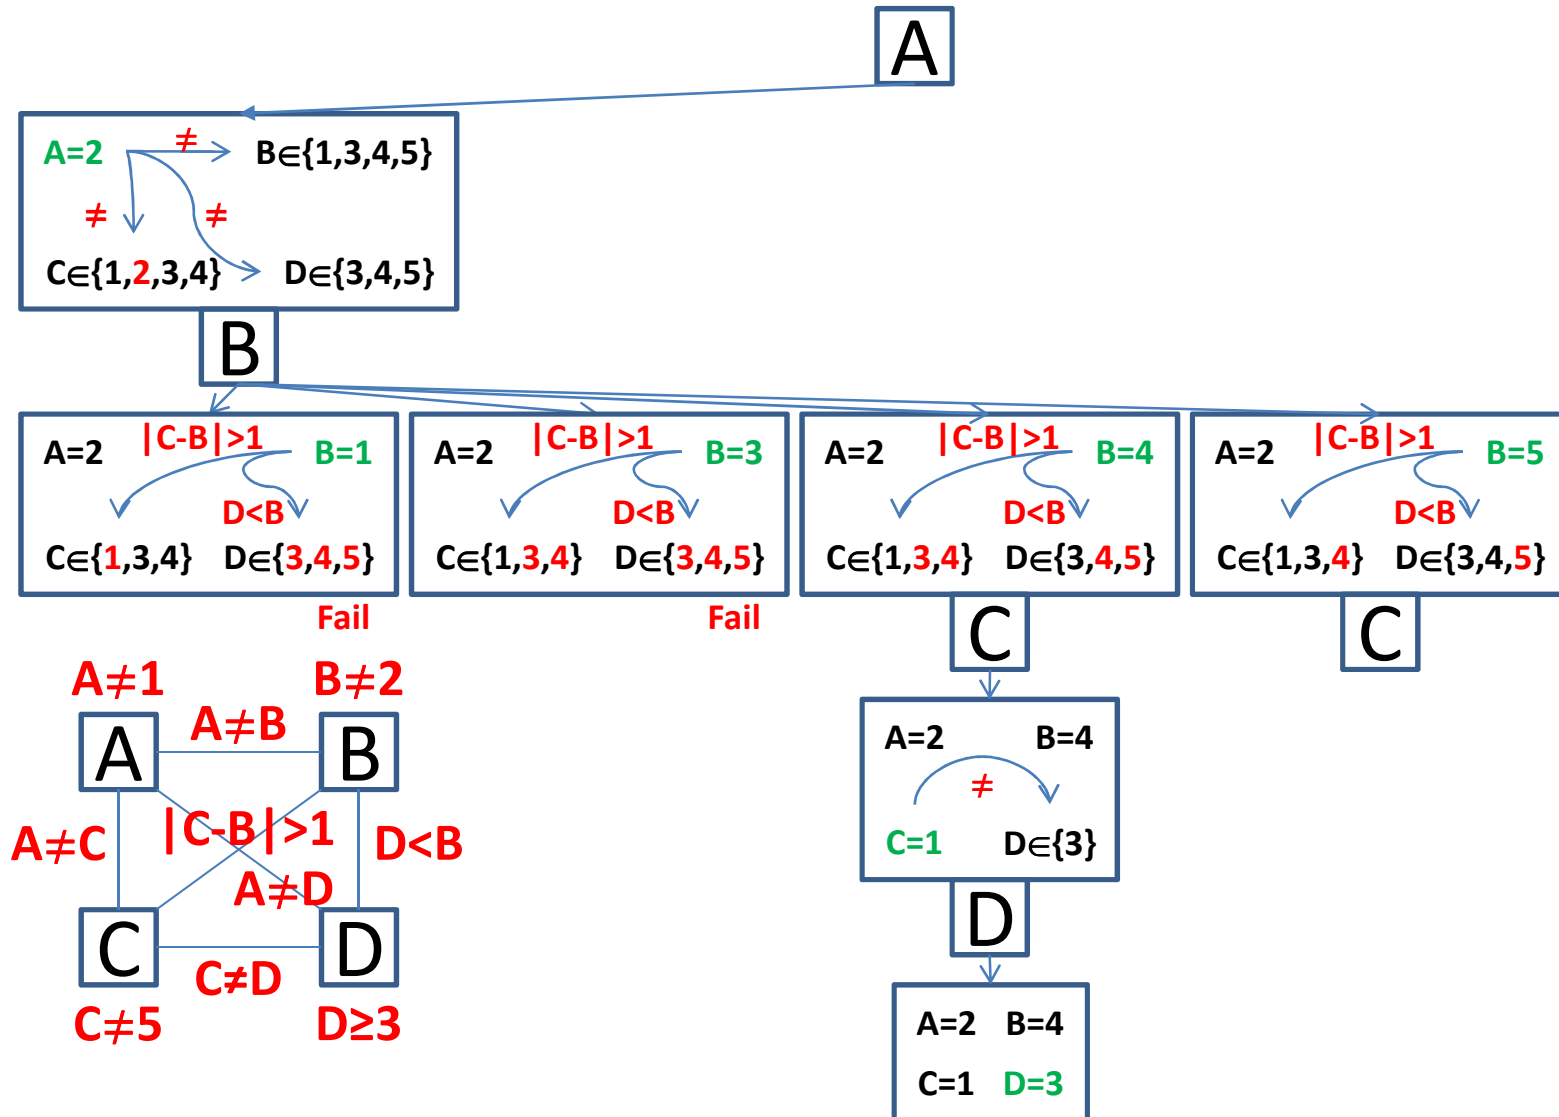 A
A=2 ≠ B∈{1,3,4,5}
≠ ≠
C∈{1,2,3,4} D∈{3,4,5}
B
A=2 |C-B|>1 B=1
D<B
C∈{1,3,4} D∈{3,4,5}
Fail
A=2 |C-B|>1 B=3
D<B
C∈{1,3,4} D∈{3,4,5}
Fail
A=2 |C-B|>1 B=4
D<B
C∈{1,3,4} D∈{3,4,5}
C
A=2 |C-B|>1 B=5
D<B
C∈{1,3,4} D∈{3,4,5}
C
A≠1 B≠2
A A≠B B
A≠C |C-B|>1 D<B
A≠D
C C≠D D
C≠5 D≥3
A=2 B=4
≠
C=1 D∈{3}
D
A=2 B=4
C=1 D=3